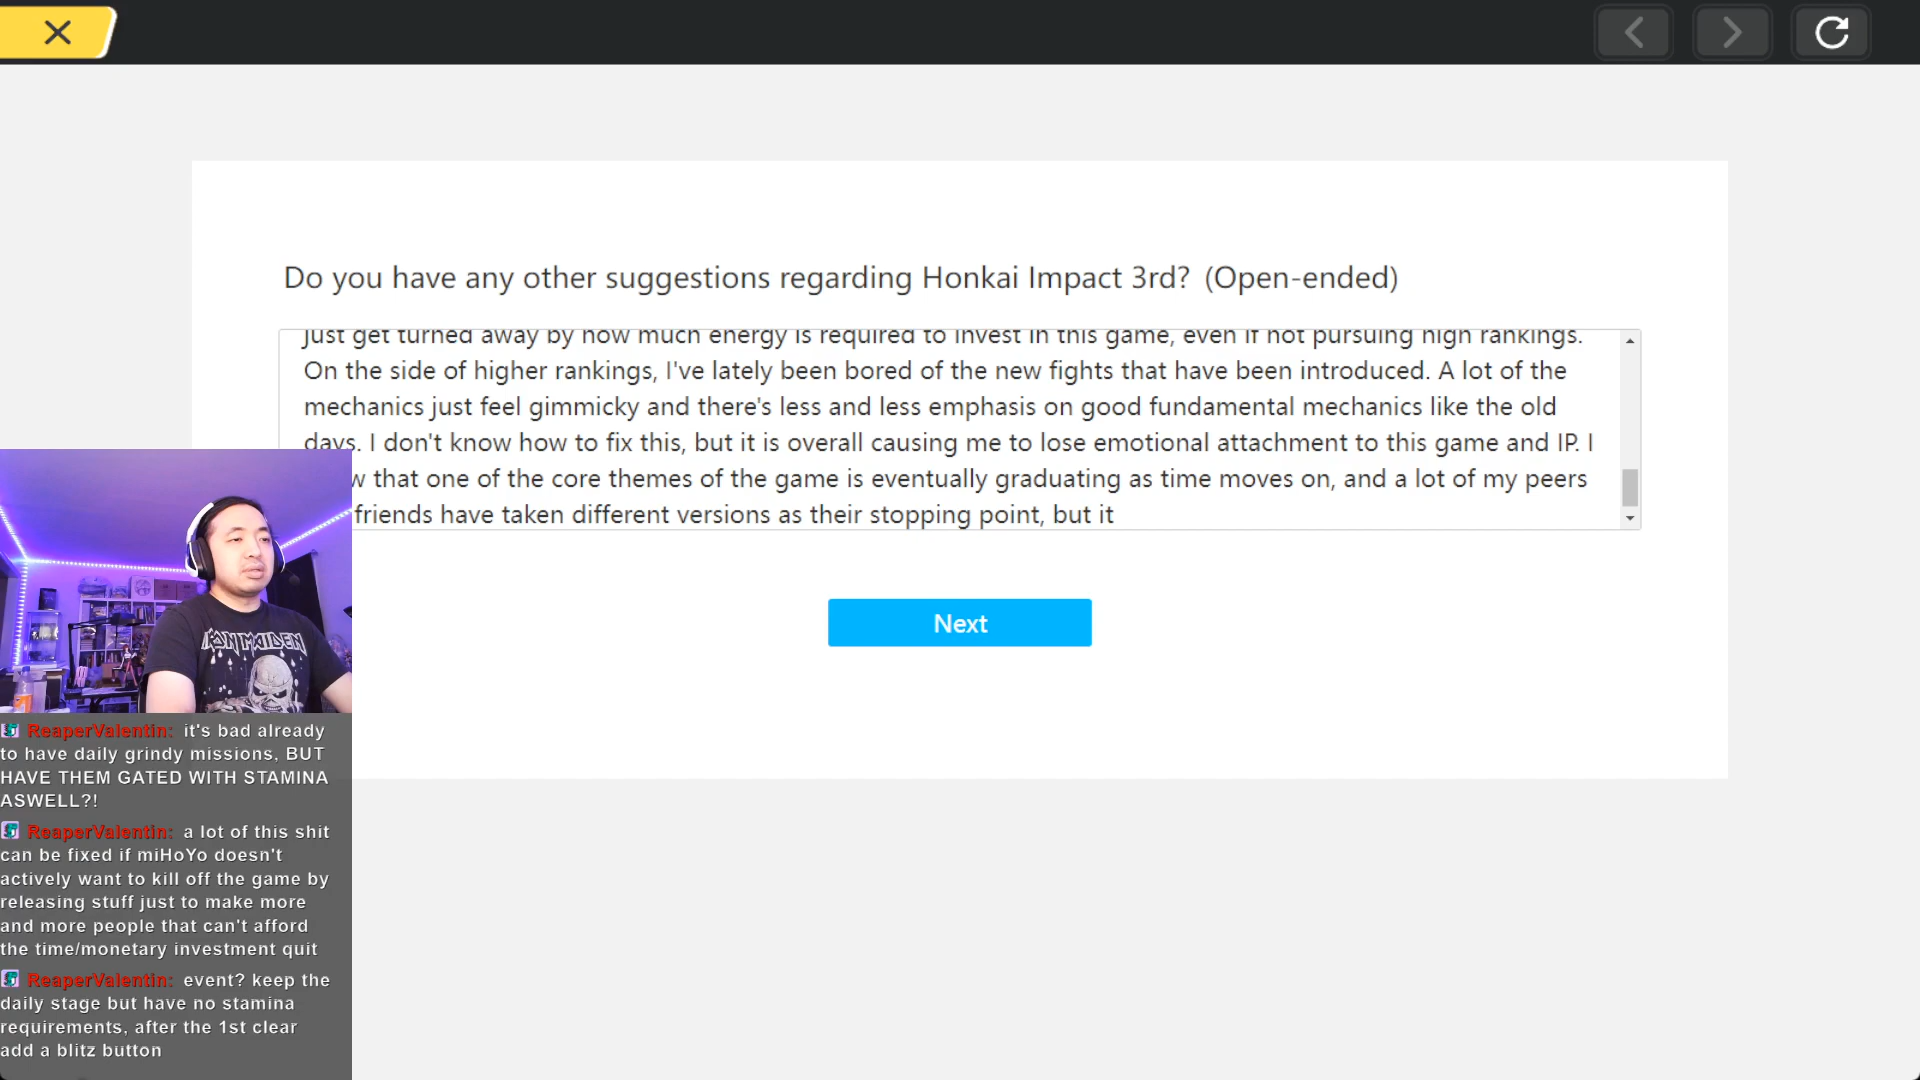 Do you have any other suggestions regarding Honkai Impact 3rd? (Open-ended)
just get turned away by how much energy is required to invest in this game, even if not pursuing high rankings.
On the side of higher rankings, I've lately been bored of the new fights that have been introduced. A lot of the
mechanics just feel gimmicky and there's less and less emphasis on good fundamental mechanics like the old
days. I don't know how to fix this, but it is overall causing me to lose emotional attachment to this game and IP. I
that one of the core themes of the game is eventually graduating as time moves on, and a lot of my peers
friends have taken different versions as their stopping point, but it
Next
IRON MAIDEN
ReaperValentin: it's bad already
to have daily grindy missions, BUT
HAVE THEM GATED WITH STAMINA
ASWELL?!
ReaperValentin: a lot of this shit
can be fixed if miHoYo doesn't
actively want to kill off the game by
releasing stuff just to make more
and more people that can't afford
the time/monetary investment quit
ReaperValentin: event? keep the
daily stage but have no stamina
requirements, after the 1st clear
add a blitz button